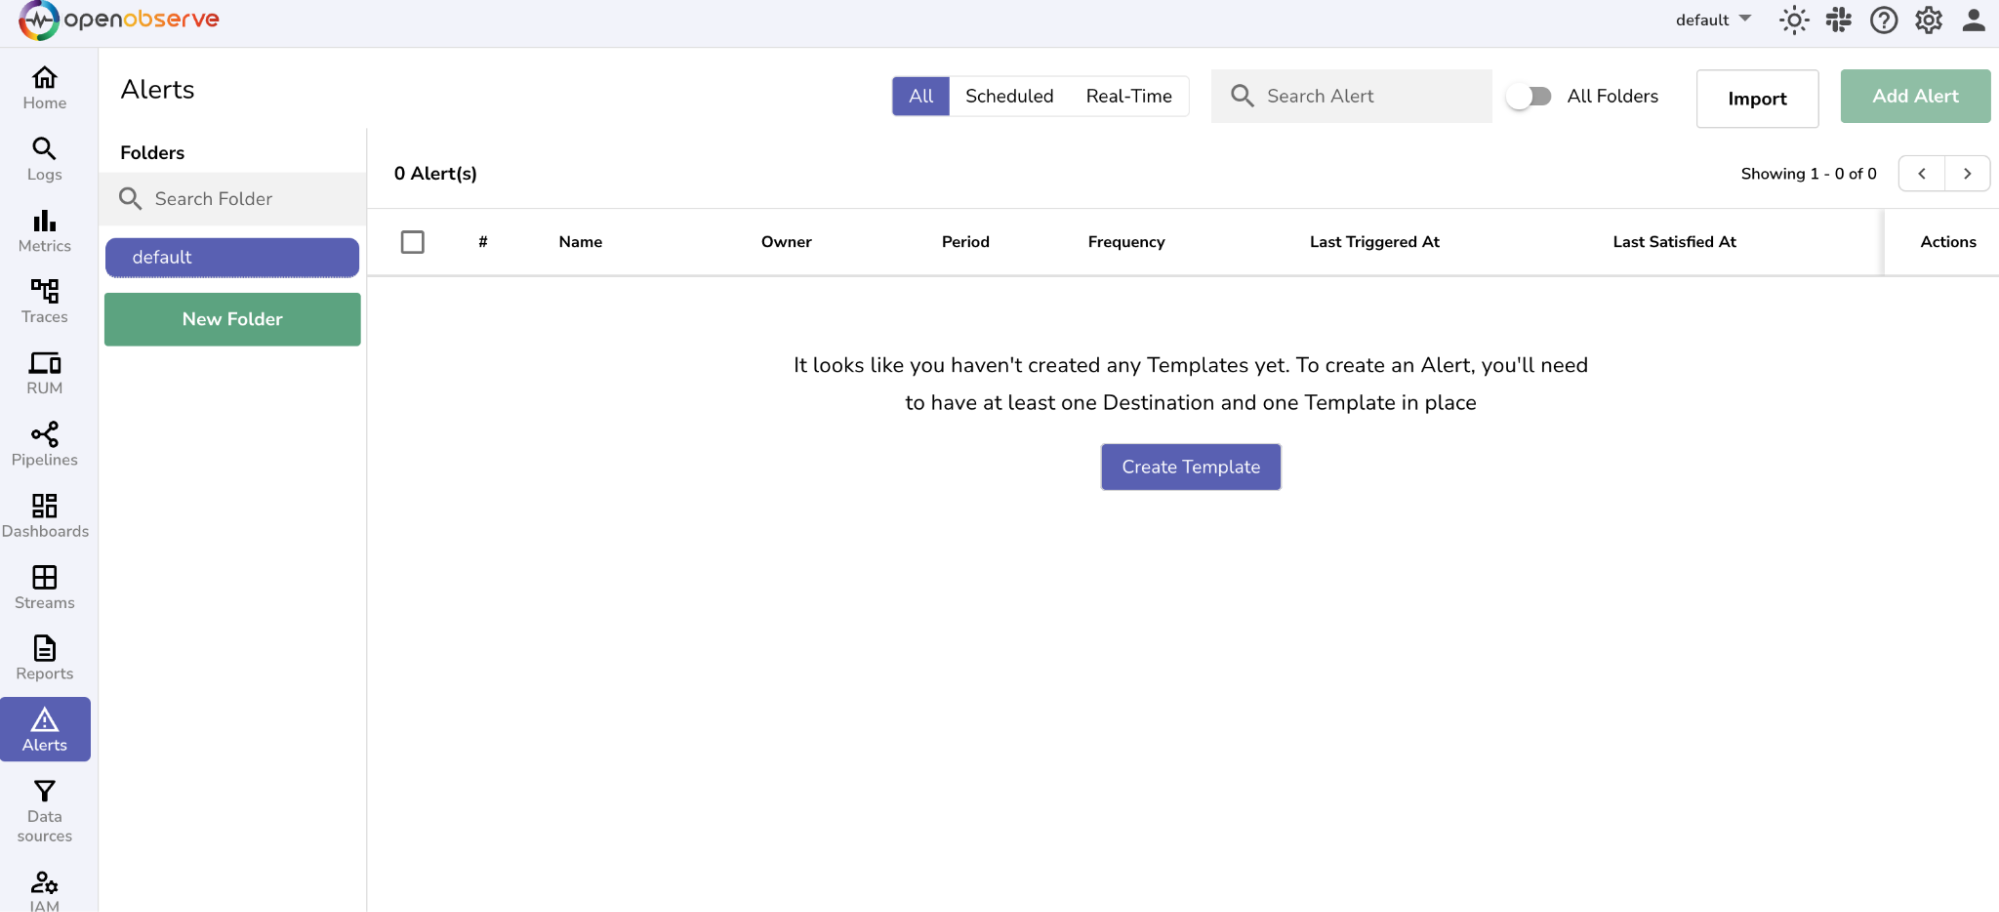 openobserve
default
Home
Logs
Metrics
Traces
RUM
Pipelines
Dashboards
Streams
Reports
Alerts
Data
sources
IAM
Alerts
All
Scheduled
Real-Time
Search Alert
All Folders
Import
Add Alert
Folders
Search Folder
default
New Folder
0 Alert(s)
Showing 1 - 0 of 0
# Name Owner Period Frequency Last Triggered At Last Satisfied At Actions
It looks like you haven't created any Templates yet. To create an Alert, you'll need
to have at least one Destination and one Template in place
Create Template